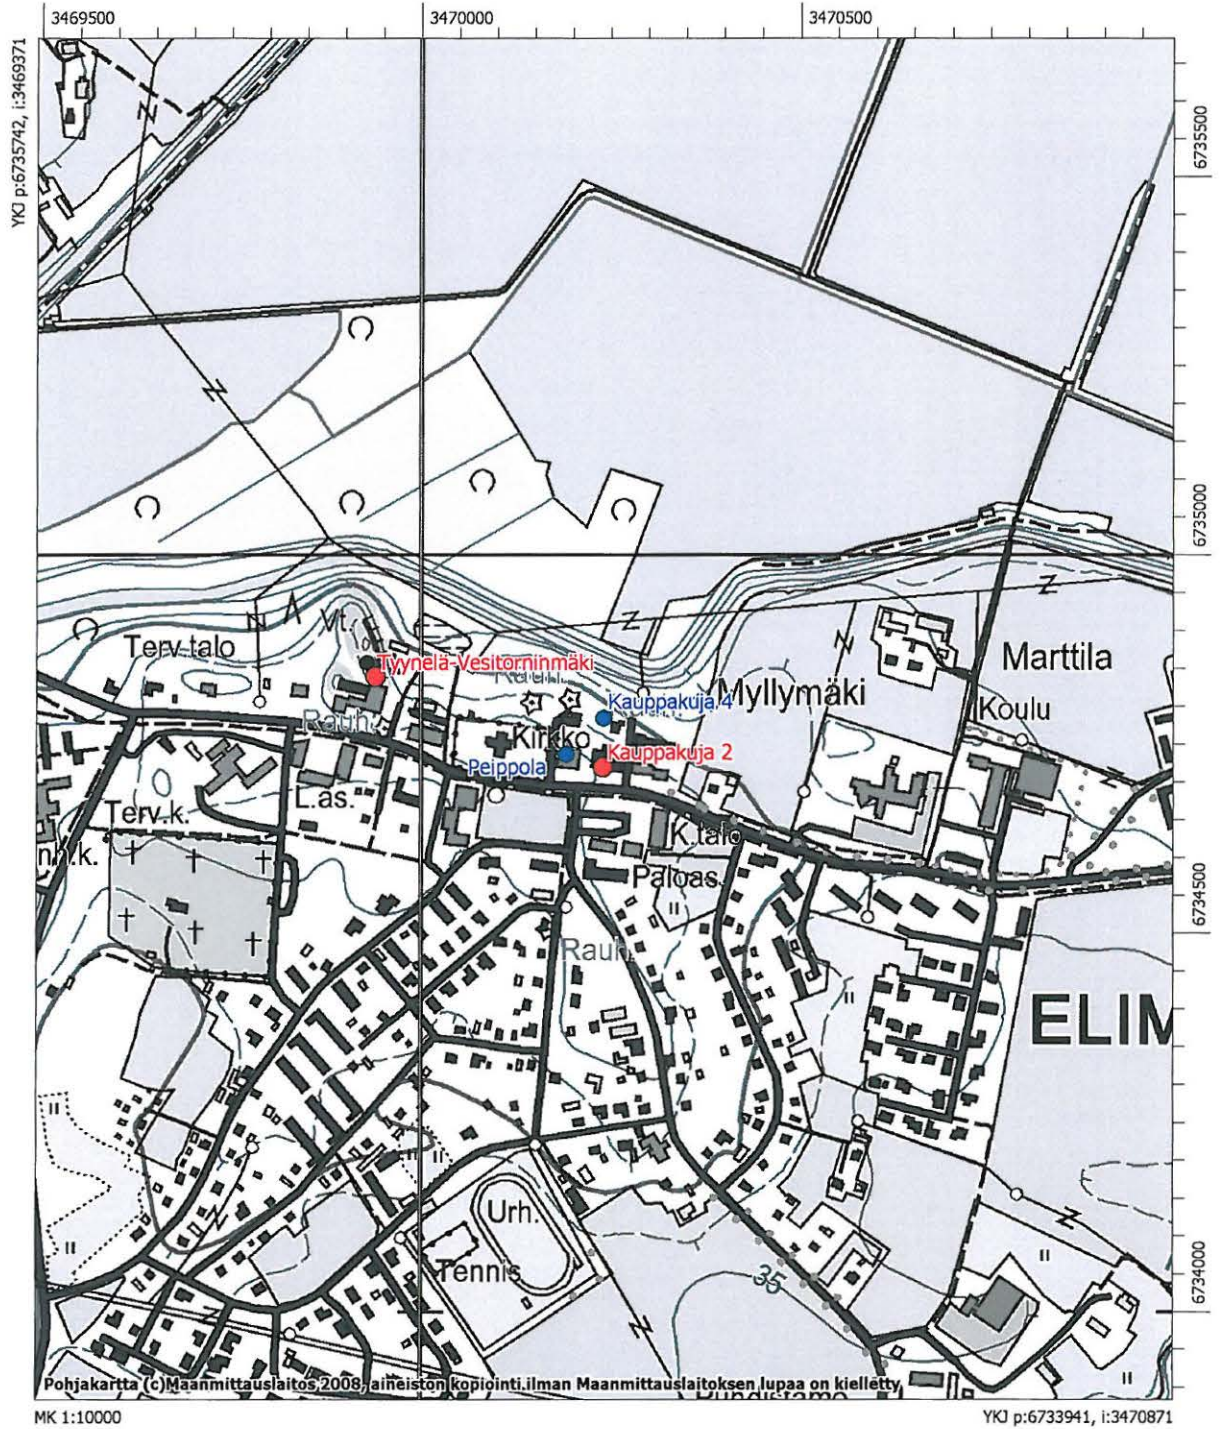 3469500
3470000
3470500
YKJ p:6735742, i:3469371
6735500
6735000
Vt.
Terv.talo
Tyynelä-Vesitorninmäki
Rauh.
Marttila
Myllymäki
Kauppakuja 4
Koulu
Rauh.
Kirkko
Kauppakuja 2
Peippola
L.as.
Terv.k.
K.talo
nh.k.
Paloas.
6734500
Rauh.
ELIM
Urh.
Tennis
35
6734000
Pohjakartta (c)Maanmittauslaitos 2008, aineiston kopiointi ilman Maanmittauslaitoksen lupaa on kielletty
MK 1:10000
YKJ p:6733941, i:3470871